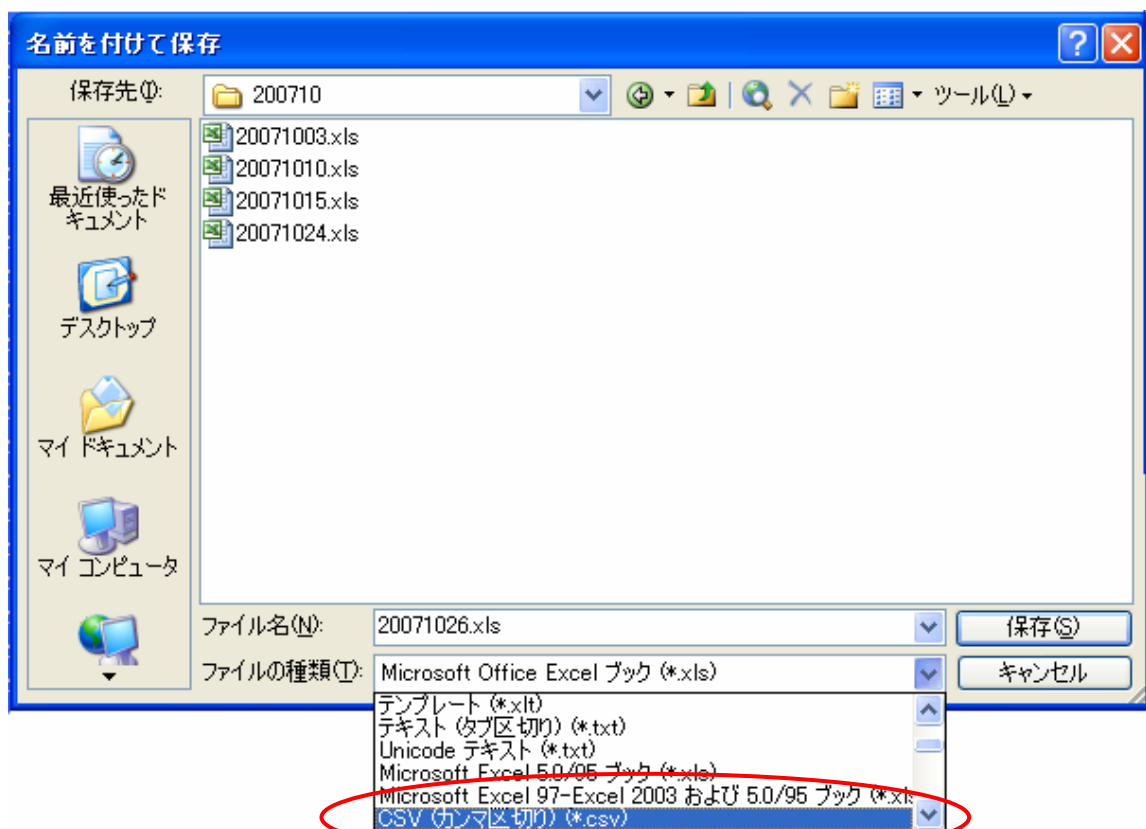 名前を付けて保存
保存先(I):
200710
ツール(L)
最近使ったド
キュメント
デスクトップ
マイ ドキュメント
マイ コンピュータ
20071003.xls
20071010.xls
20071015.xls
20071024.xls
ファイル名(N):
20071026.xls
保存(S)
ファイルの種類(T):
Microsoft Office Excel ブック (*.xls)
キャンセル
テンプレート (*.xlt)
テキスト (タブ区切り) (*.txt)
Unicode テキスト (*.txt)
Microsoft Excel 5.0/95 ブック (*.xls)
Microsoft Excel 97-Excel 2003 および 5.0/95 ブック (*.xls
CSV (カンマ区切り) (*.csv)